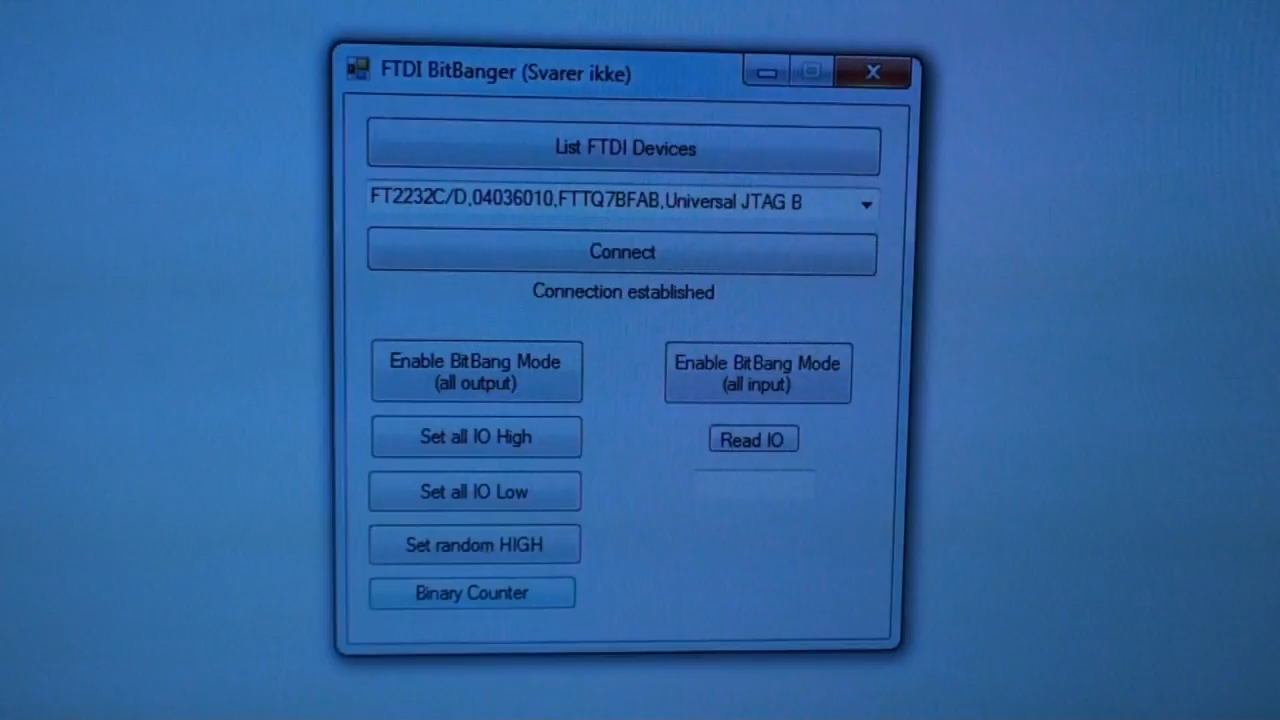 FTDI BitBanger (Svarer ikke)
List FTDI Devices
FT2232C/D,04036010,FTTQ7BFAB,Universal JTAG B
Connect
Connection established
Enable BitBang Mode
(all output)
Enable BitBang Mode
(all input)
Set all IO High
Read IO
Set all IO Low
Set random HIGH
Binary Counter